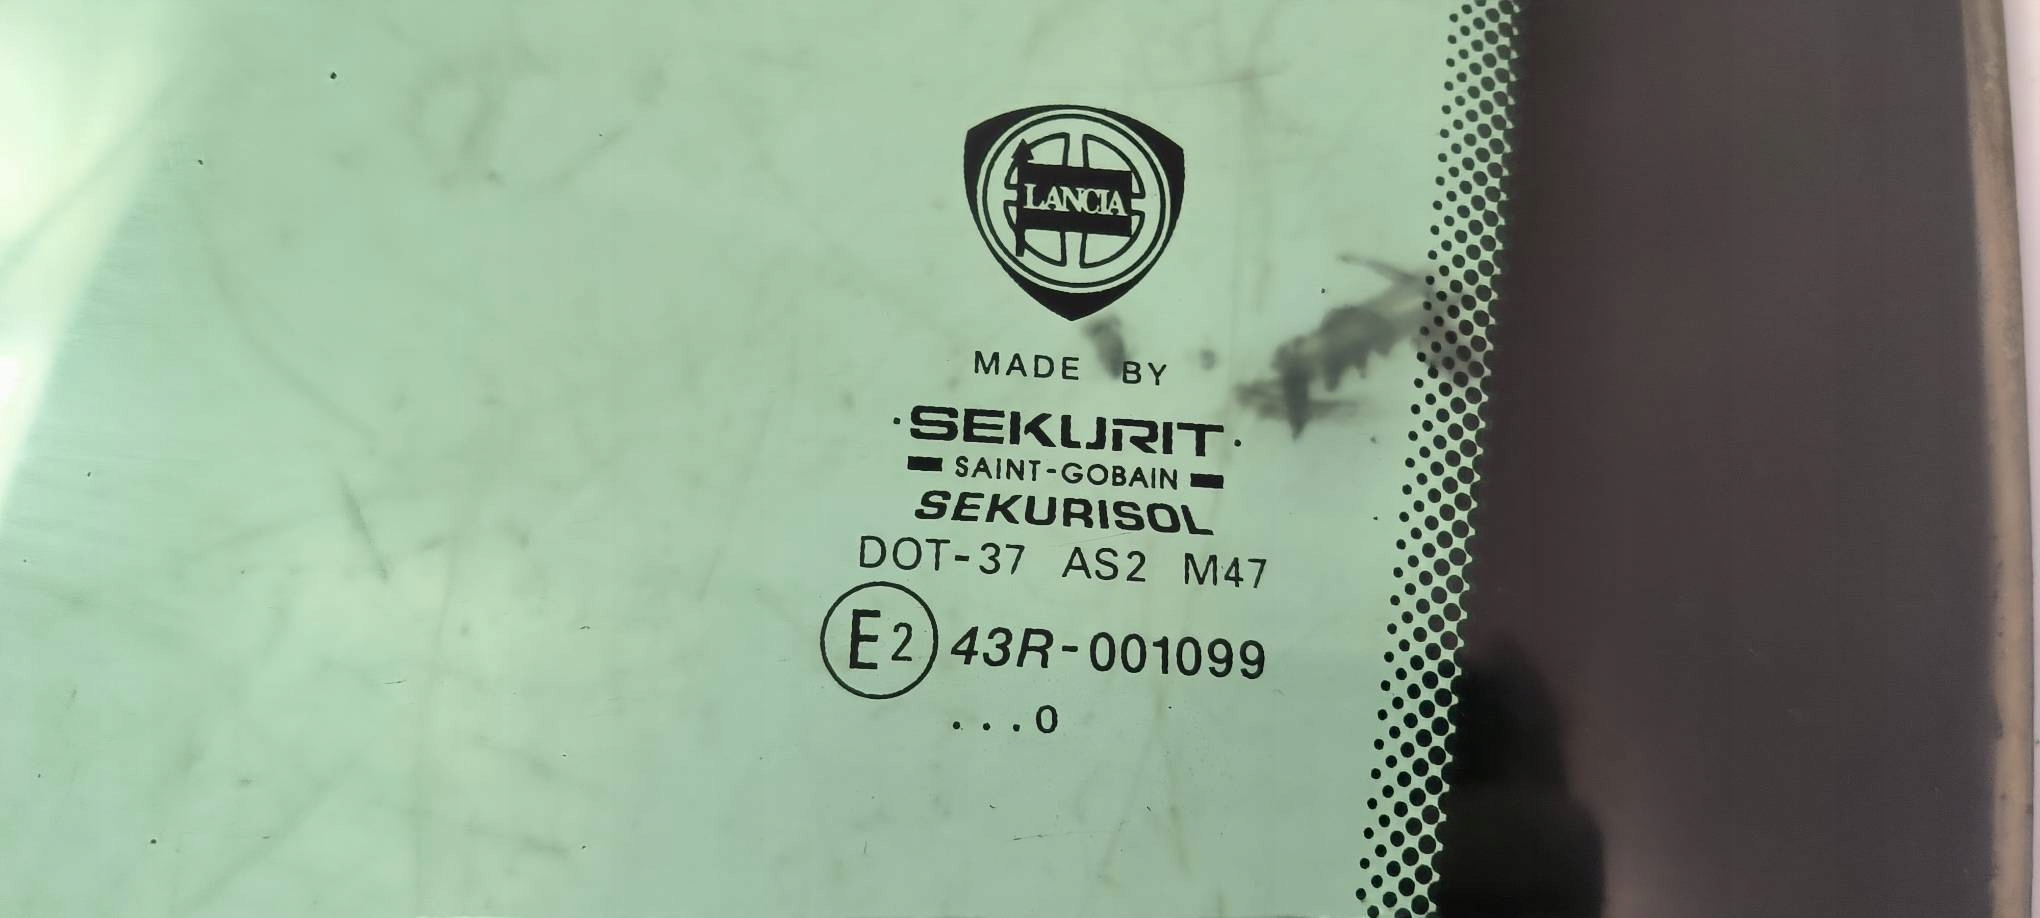 LANCIA
MADE BY
·SEKURIT·
SAINT-GOBAIN
SEKURISOL
DOT-37 AS2 M47
E2 43R-001099
...0